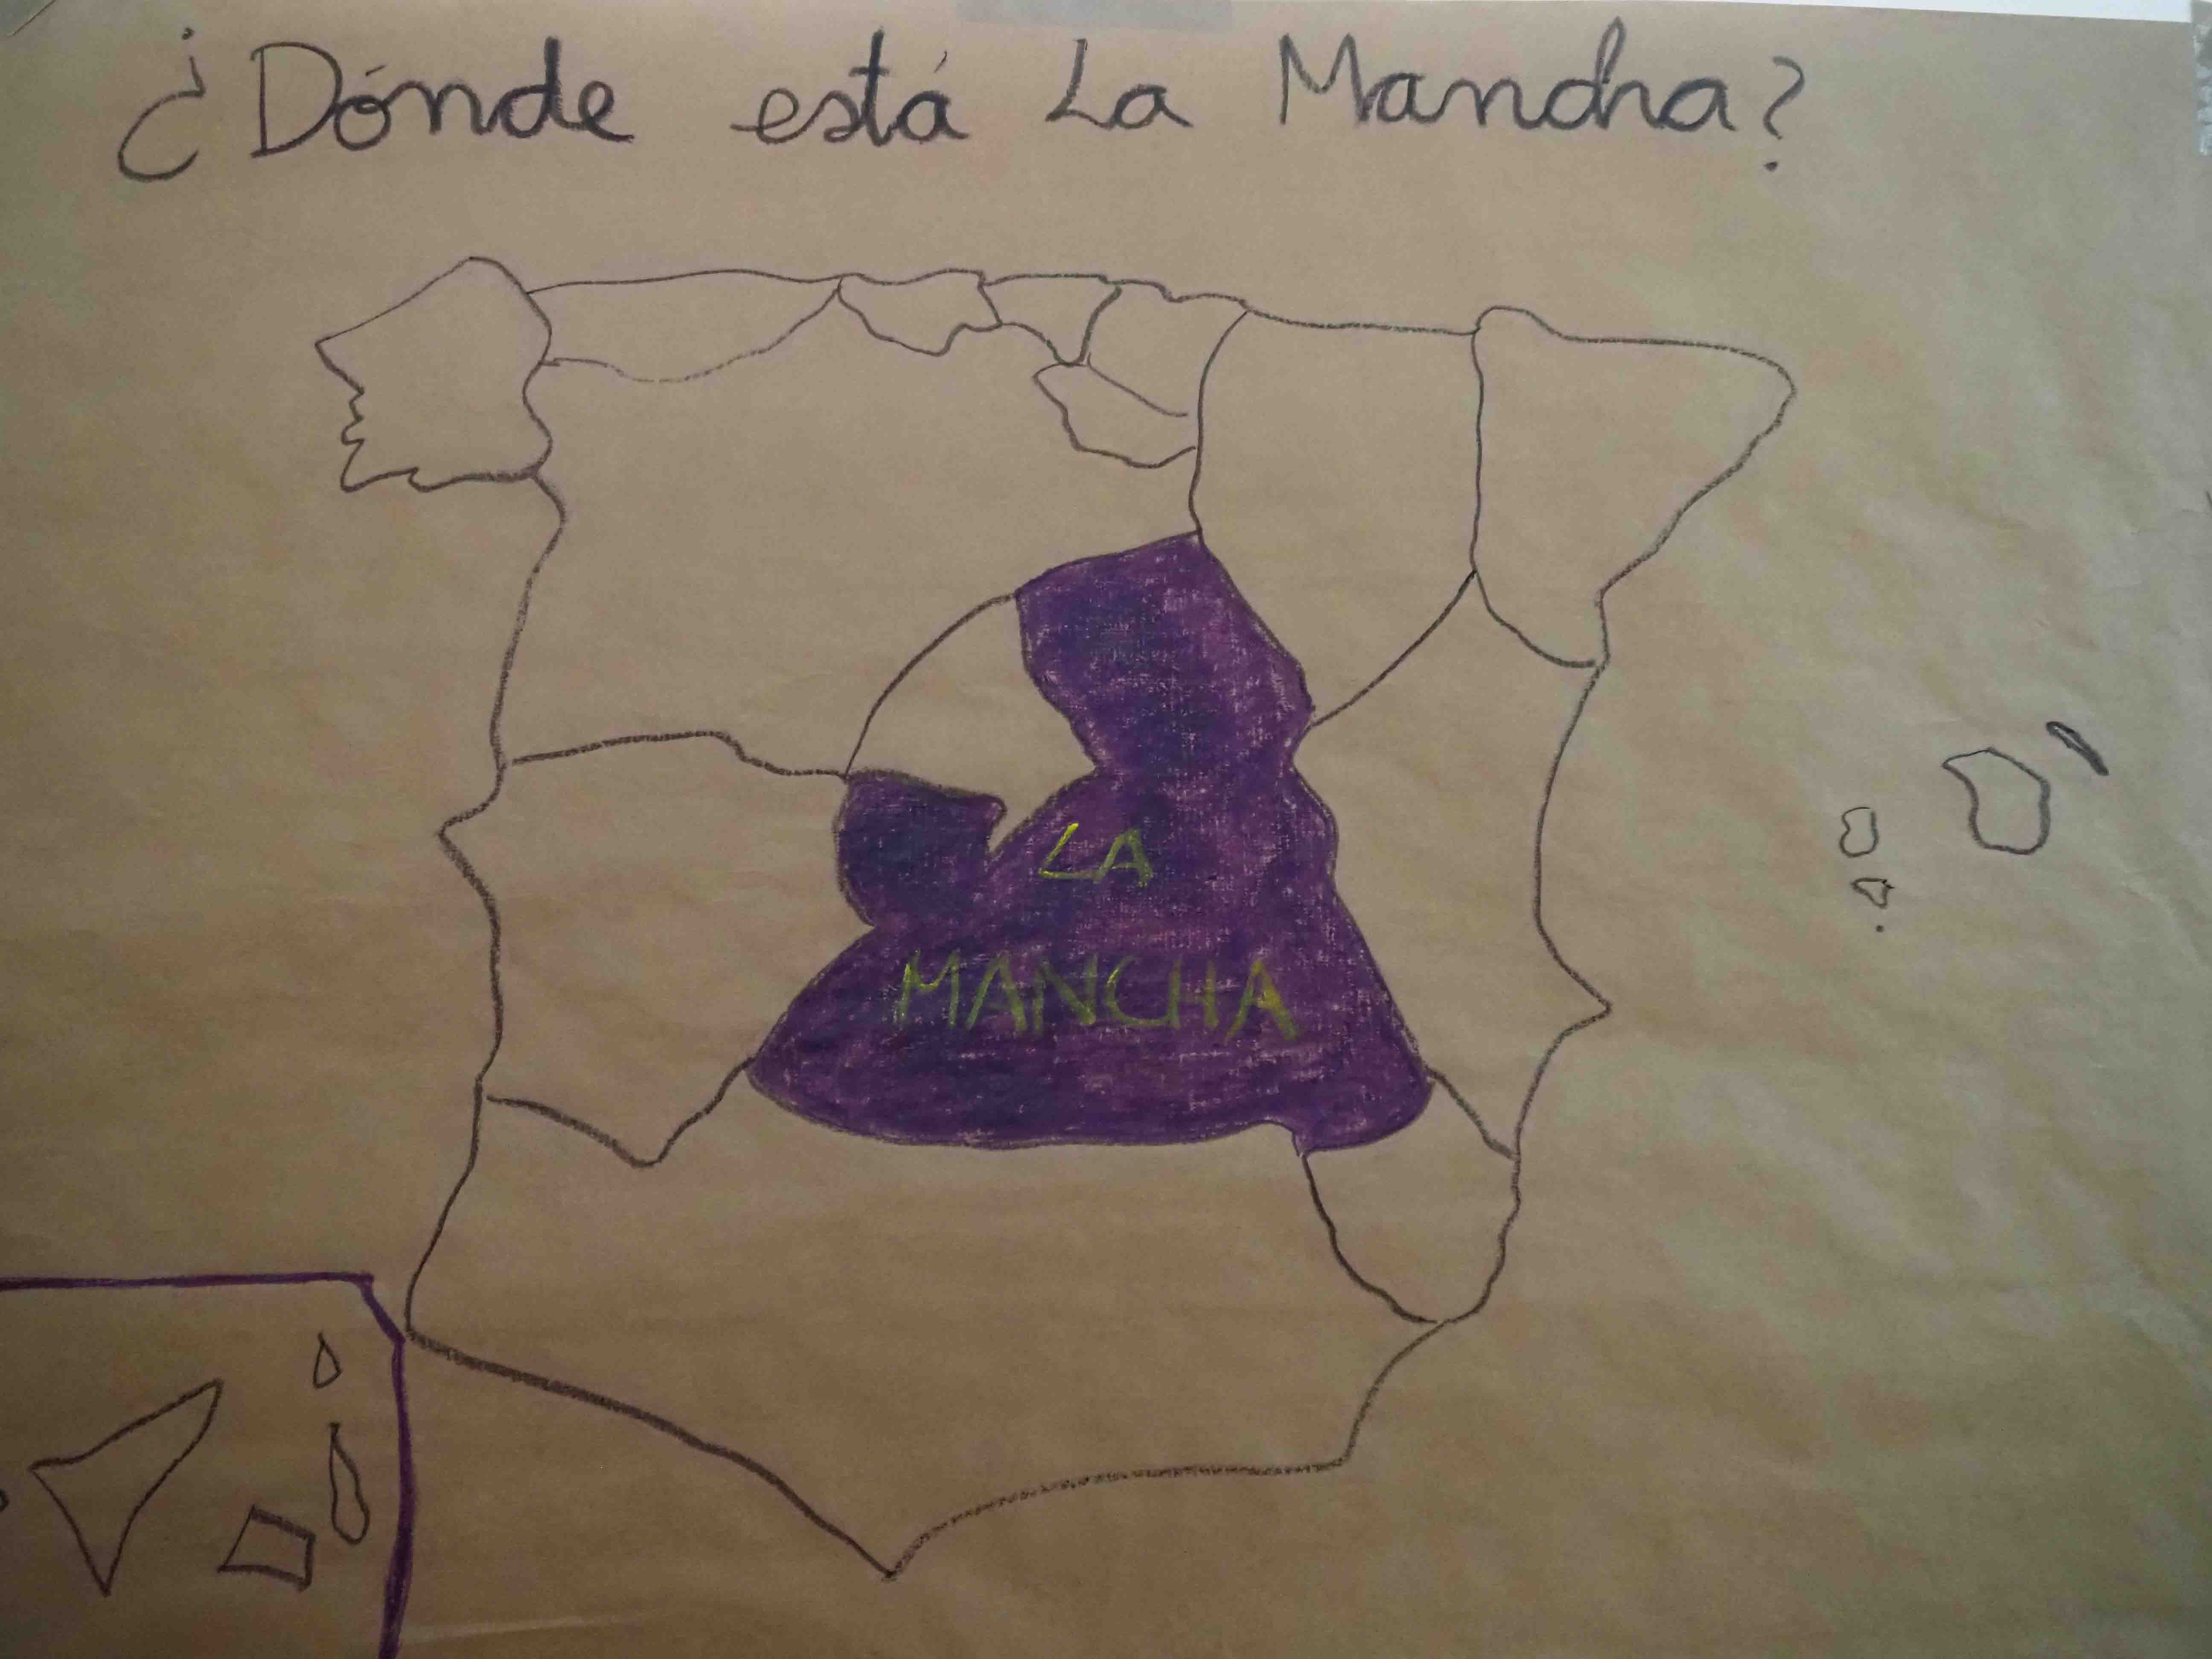 ¿Dónde está La Mancha?
LA
MANCHA